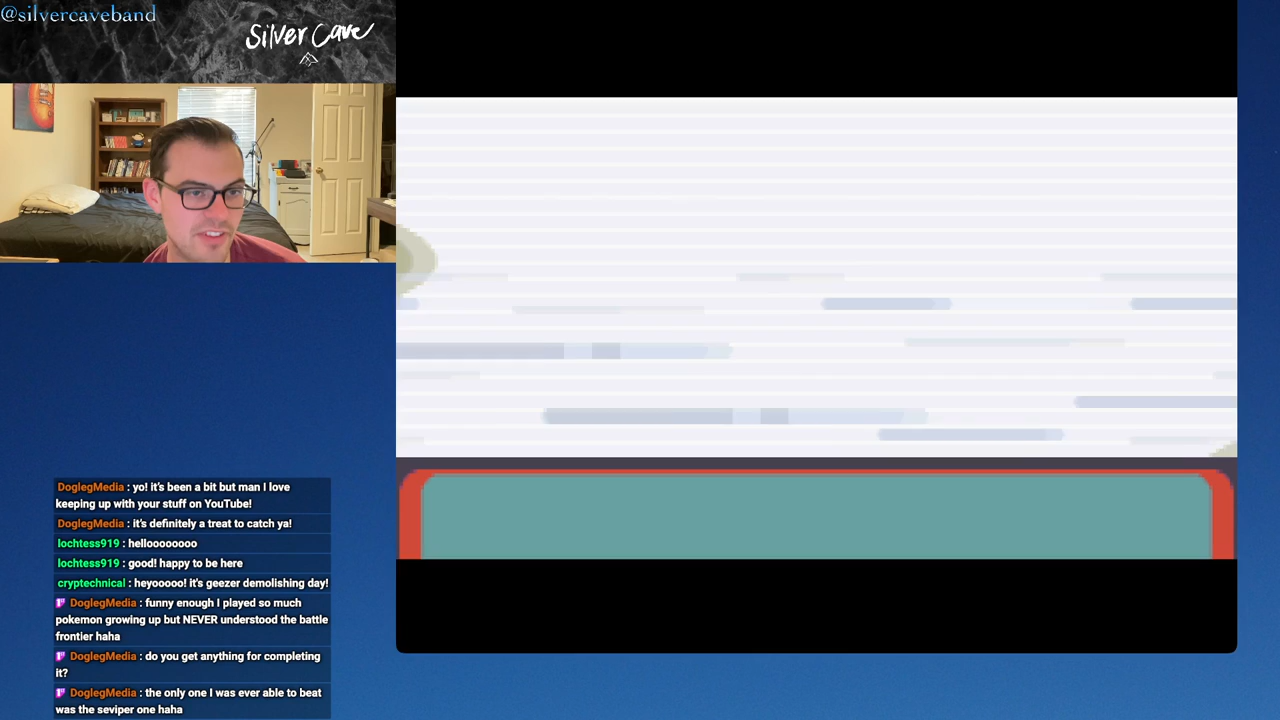 @silvercaveband
Silver Cave
DoglegMedia : yo! it's been a bit but man I love
keeping up with your stuff on YouTube!
DoglegMedia : it's definitely a treat to catch ya!
lochtess919 : helloooooooo
lochtess919 : good! happy to be here
cryptechnical : heyooooo! it's geezer demolishing day!
DoglegMedia : funny enough I played so much
pokemon growing up but NEVER understood the battle
frontier haha
DoglegMedia : do you get anything for completing
it?
DoglegMedia : the only one I was ever able to beat
was the seviper one haha